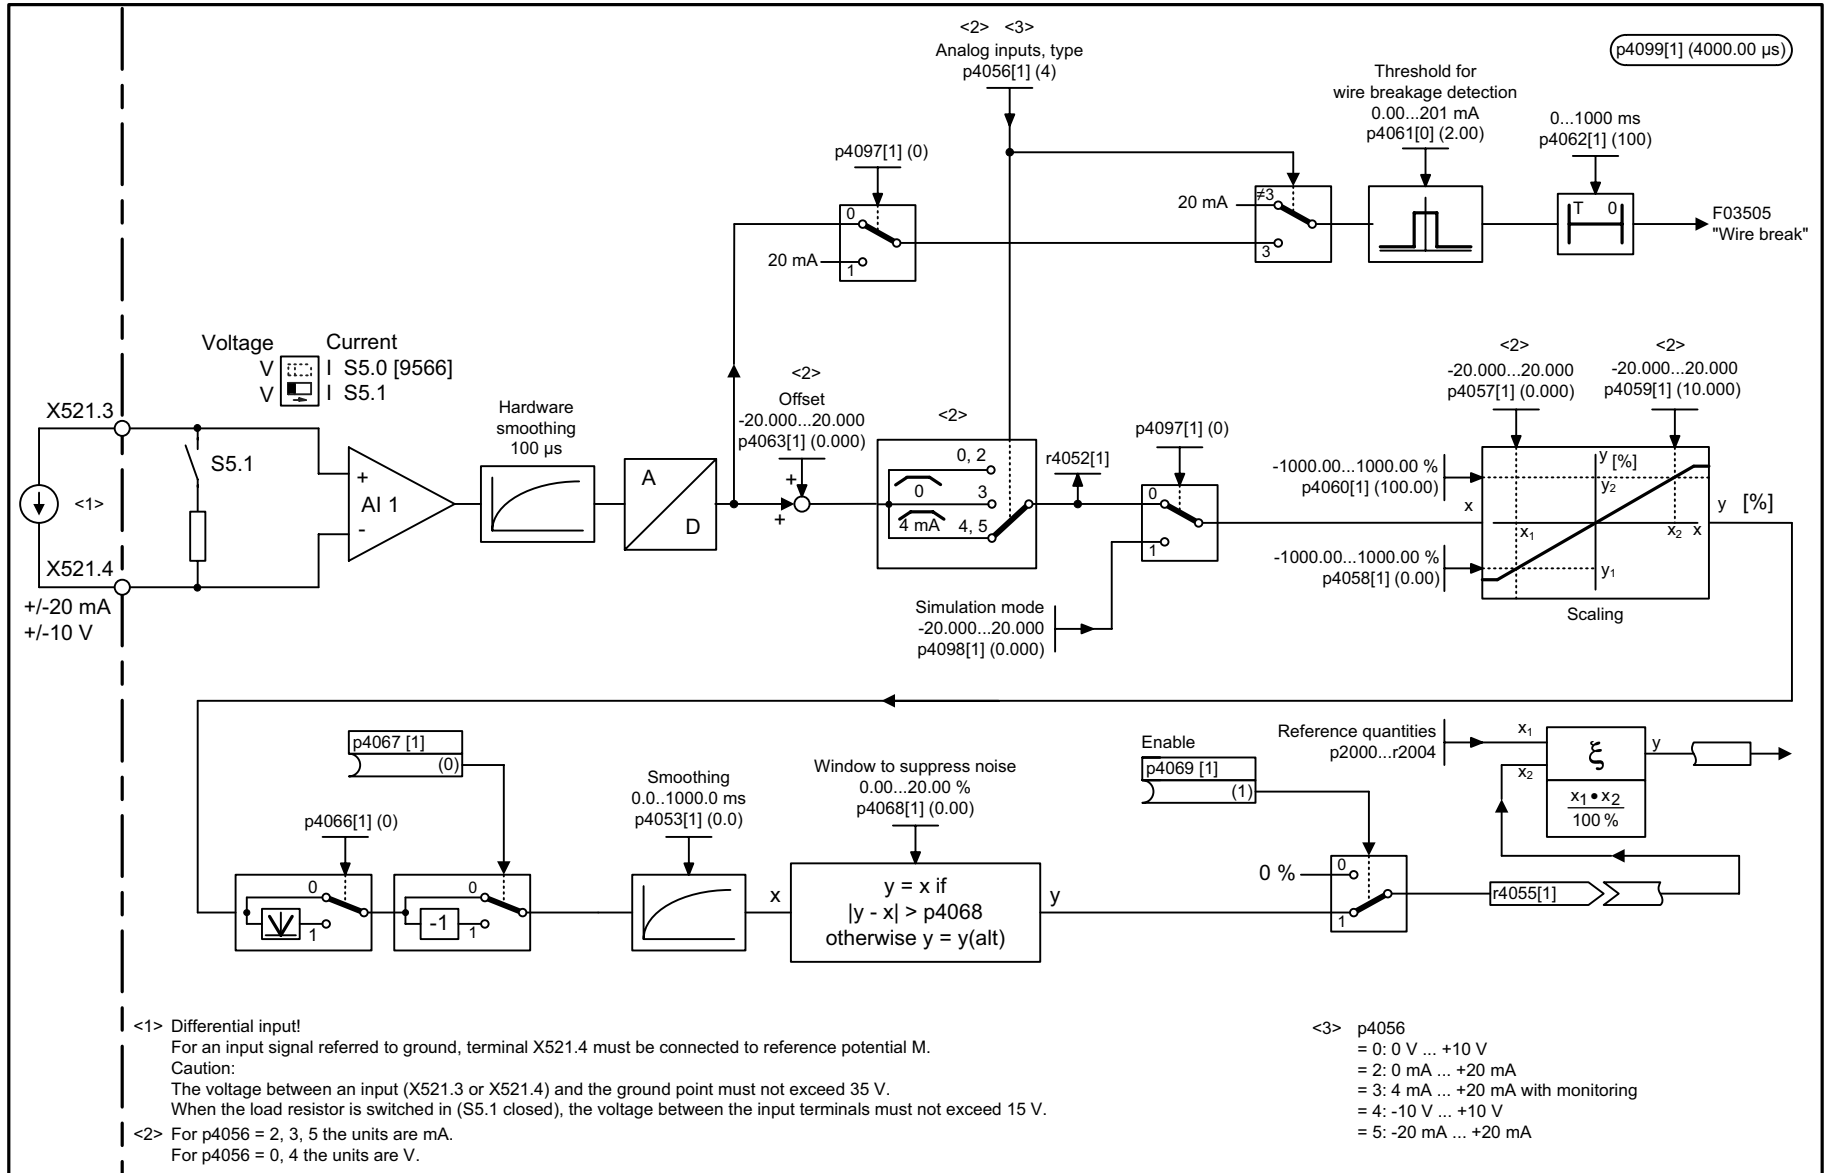 <2> <3>
Analog inputs, type
p4056[1] (4)
p4099[1] (4000.00 µs)
Threshold for
wire breakage detection
0.00...201 mA
p4061[0] (2.00)
0...1000 ms
p4062[1] (100)
p4097[1] (0)
0
20 mA
1
20 mA
≠3
3
T 0
F03505
"Wire break"
Voltage Current
V I S5.0 [9566]
V I S5.1
X521.3
S5.1
<1>
X521.4
+/-20 mA
+/-10 V
+
AI 1
-
Hardware
smoothing
100 µs
A
D
<2>
Offset
-20.000...20.000
p4063[1] (0.000)
+
+
<2>
0, 2
0
3
4 mA
4, 5
r4052[1]
p4097[1] (0)
0
1
Simulation mode
-20.000...20.000
p4098[1] (0.000)
<2>
-20.000...20.000
p4057[1] (0.000)
<2>
-20.000...20.000
p4059[1] (10.000)
-1000.00...1000.00 %
p4060[1] (100.00)
x
-1000.00...1000.00 %
p4058[1] (0.00)
y [%]
y2
x1
x2 x
y1
y [%]
Scaling
p4067 [1]
(0)
p4066[1] (0)
0
1
0
-1
1
Smoothing
0.0..1000.0 ms
p4053[1] (0.0)
Window to suppress noise
0.00...20.00 %
p4068[1] (0.00)
x
y = x if
|y - x| > p4068
otherwise y = y(alt)
y
Enable
p4069 [1]
(1)
0 %
0
1
Reference quantities
p2000...r2004
x1
x2
ξ
x1 • x2
100 %
y
r4055[1]
<1> Differential input!
For an input signal referred to ground, terminal X521.4 must be connected to reference potential M.
Caution:
The voltage between an input (X521.3 or X521.4) and the ground point must not exceed 35 V.
When the load resistor is switched in (S5.1 closed), the voltage between the input terminals must not exceed 15 V.
<2> For p4056 = 2, 3, 5 the units are mA.
For p4056 = 0, 4 the units are V.
<3> p4056
= 0: 0 V ... +10 V
= 2: 0 mA ... +20 mA
= 3: 4 mA ... +20 mA with monitoring
= 4: -10 V ... +10 V
= 5: -20 mA ... +20 mA